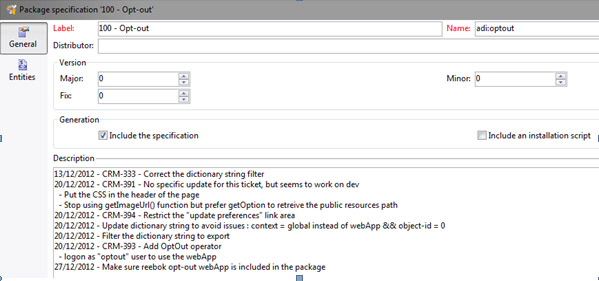 Package specification '100 - Opt-out'
General
Entities
Label: 100 - Opt-out Name: adi:optout
Distributor:
Version
Major: 0 Minor: 0
Fix: 0
Generation
Include the specification Include an installation script
Description
13/12/2012 - CRM-333 - Correct the dictionary string filter
20/12/2012 - CRM-391 - No specific update for this ticket, but seems to work on dev
- Put the CSS in the header of the page
- Stop using getImageUrl() function but prefer getOption to retreive the public resources path
20/12/2012 - CRM-394 - Restrict the "update preferences" link area
20/12/2012 - Update dictionary string to avoid issues : context = global instead of webApp && object-id = 0
20/12/2012 - Filter the dictionary string to export
20/12/2012 - CRM-393 - Add OptOut operator
- logon as "optout" user to use the webApp
27/12/2012 - Make sure reebok opt-out webApp is included in the package